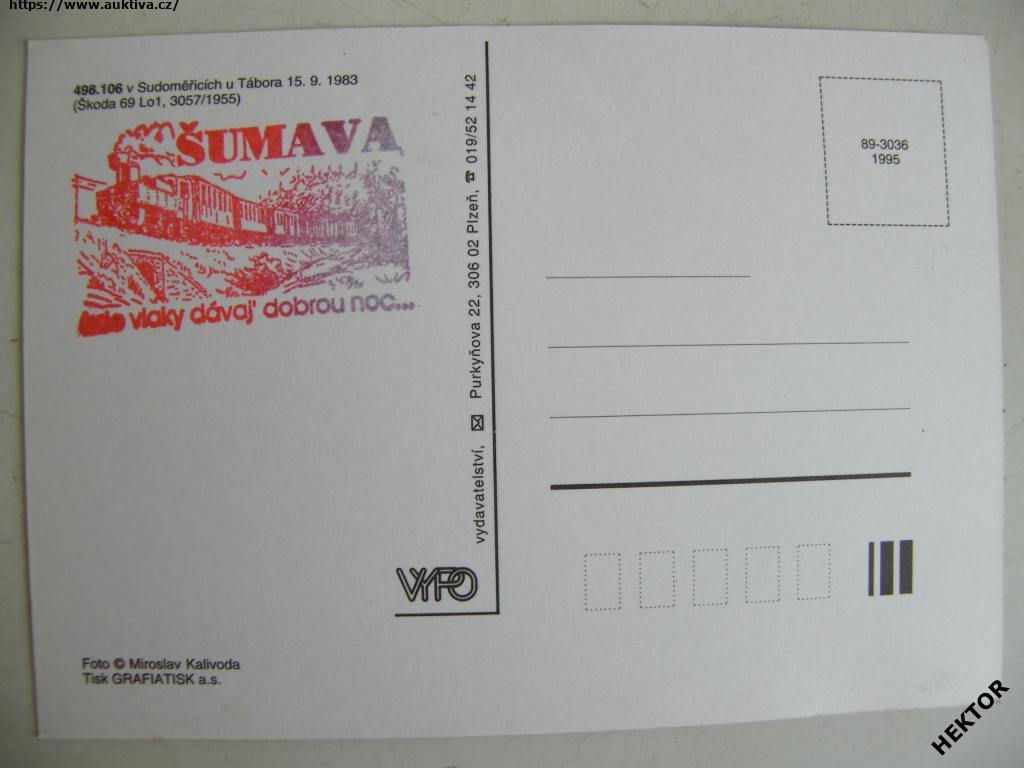 https://www.auktiva.cz/
498.106 v Sudoměřicích u Tábora 15. 9. 1983
(Škoda 69 Lo1, 3057/1955)
ŠUMAVA
vlaky dávaj' dobrou noc...
Foto © Miroslav Kalivoda
Tisk GRAFIATISK a.s.
VYPO
vydavatelství, ✉ Purkyňova 22, 306 02 Plzeň, ☎ 019/52 14 42
89-3036
1995
HEKTOR